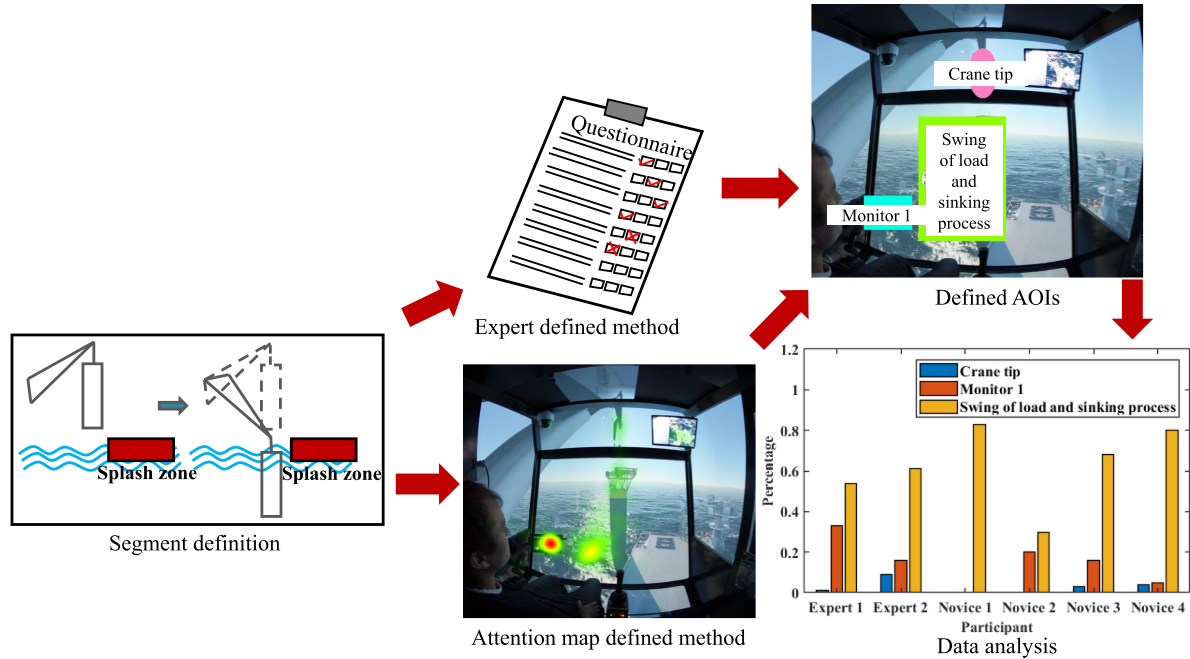 Splash zone
Splash zone
Segment definition
Questionnaire
Expert defined method
Attention map defined method
Crane tip
Swing
of load
and
sinking
process
Monitor 1
Defined AOIs
1.2
1
0.8
0.6
0.4
0.2
0
Percentage
Crane tip
Monitor 1
Swing of load and sinking process
Expert 1
Expert 2
Novice 1
Novice 2
Novice 3
Novice 4
Participant
Data analysis